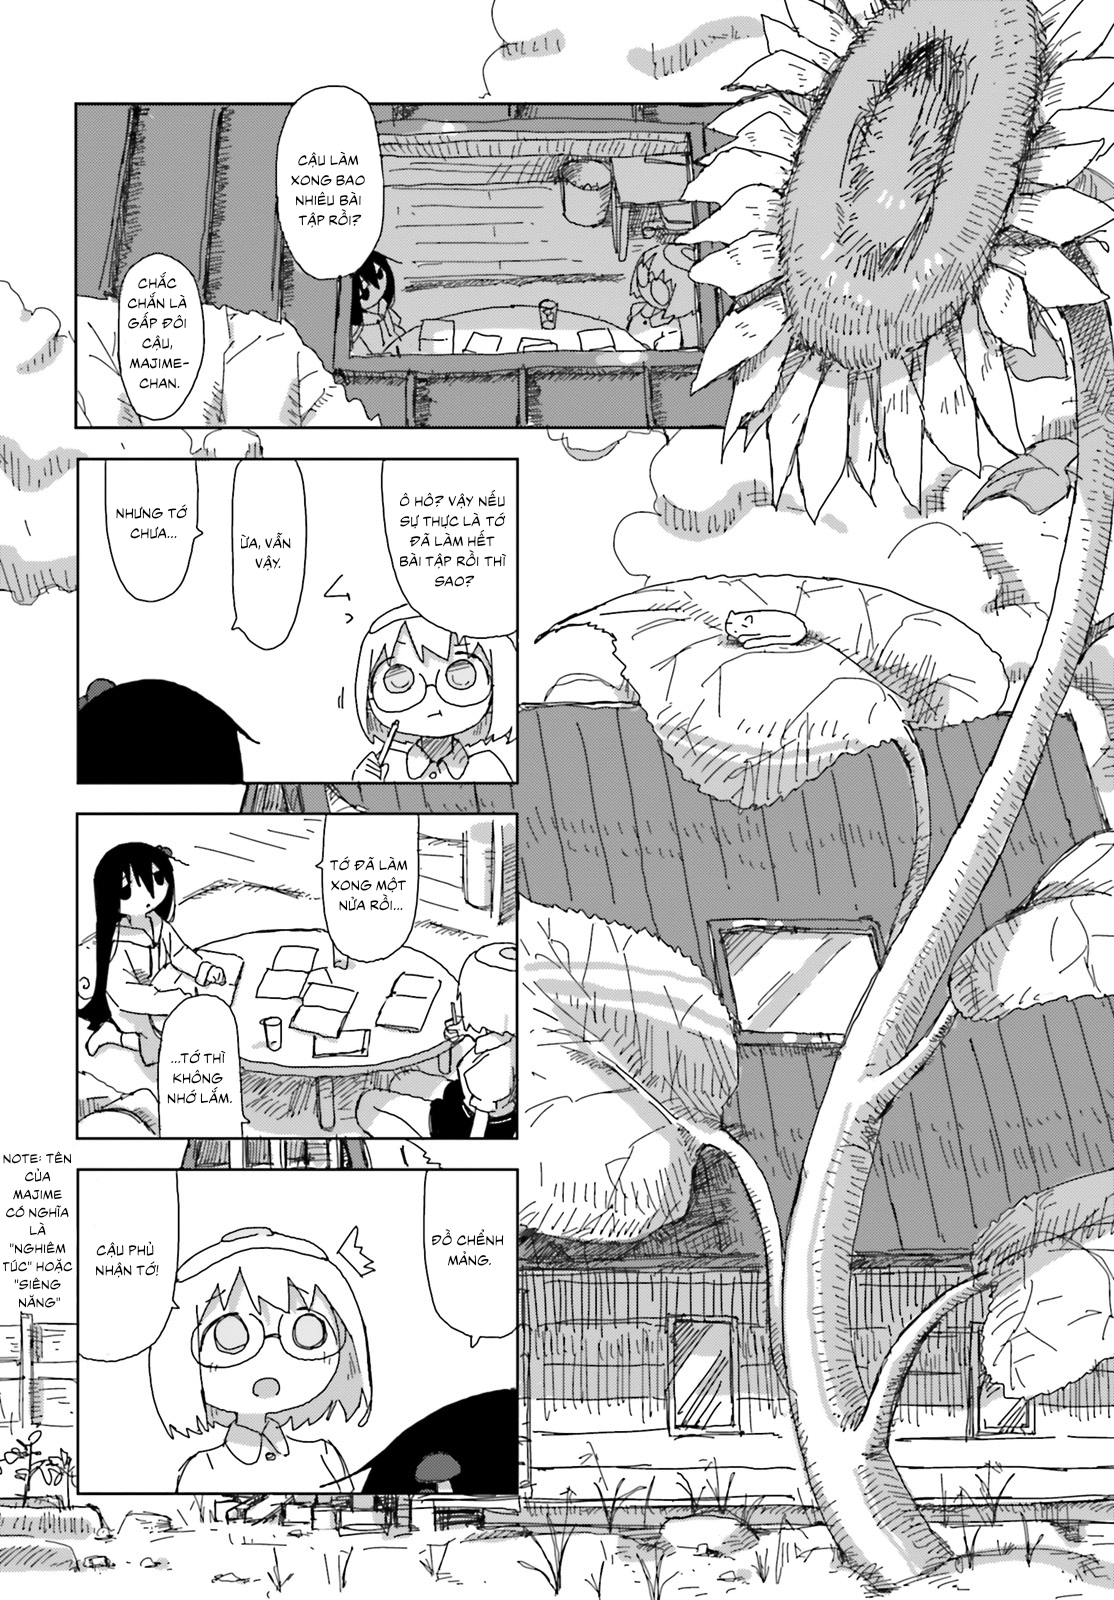 CẬU LÀM
XONG BAO
NHIÊU BÀI
TẬP RỒI?
CHẮC
CHẮN LÀ
GẤP ĐÔI
CẬU,
MAJIME-
CHAN.
Ô HÔ? VẬY NẾU
SỰ THỰC LÀ TỚ
ĐÃ LÀM HẾT
BÀI TẬP RỒI THÌ
SAO?
ỪA, VẪN
VẬY.
NHƯNG TỚ
CHƯA...
TỚ ĐÃ LÀM
XONG MỘT
NỬA RỒI...
...TỚ THÌ
KHÔNG
NHỚ LẮM.
ĐỒ CHỂNH
MẢNG.
CẬU PHỦ
NHẬN TỚ!
NOTE: TÊN
CỦA
MAJIME
CÓ NGHĨA
LÀ
"NGHIÊM
TÚC" HOẶC
"SIÊNG
NĂNG"